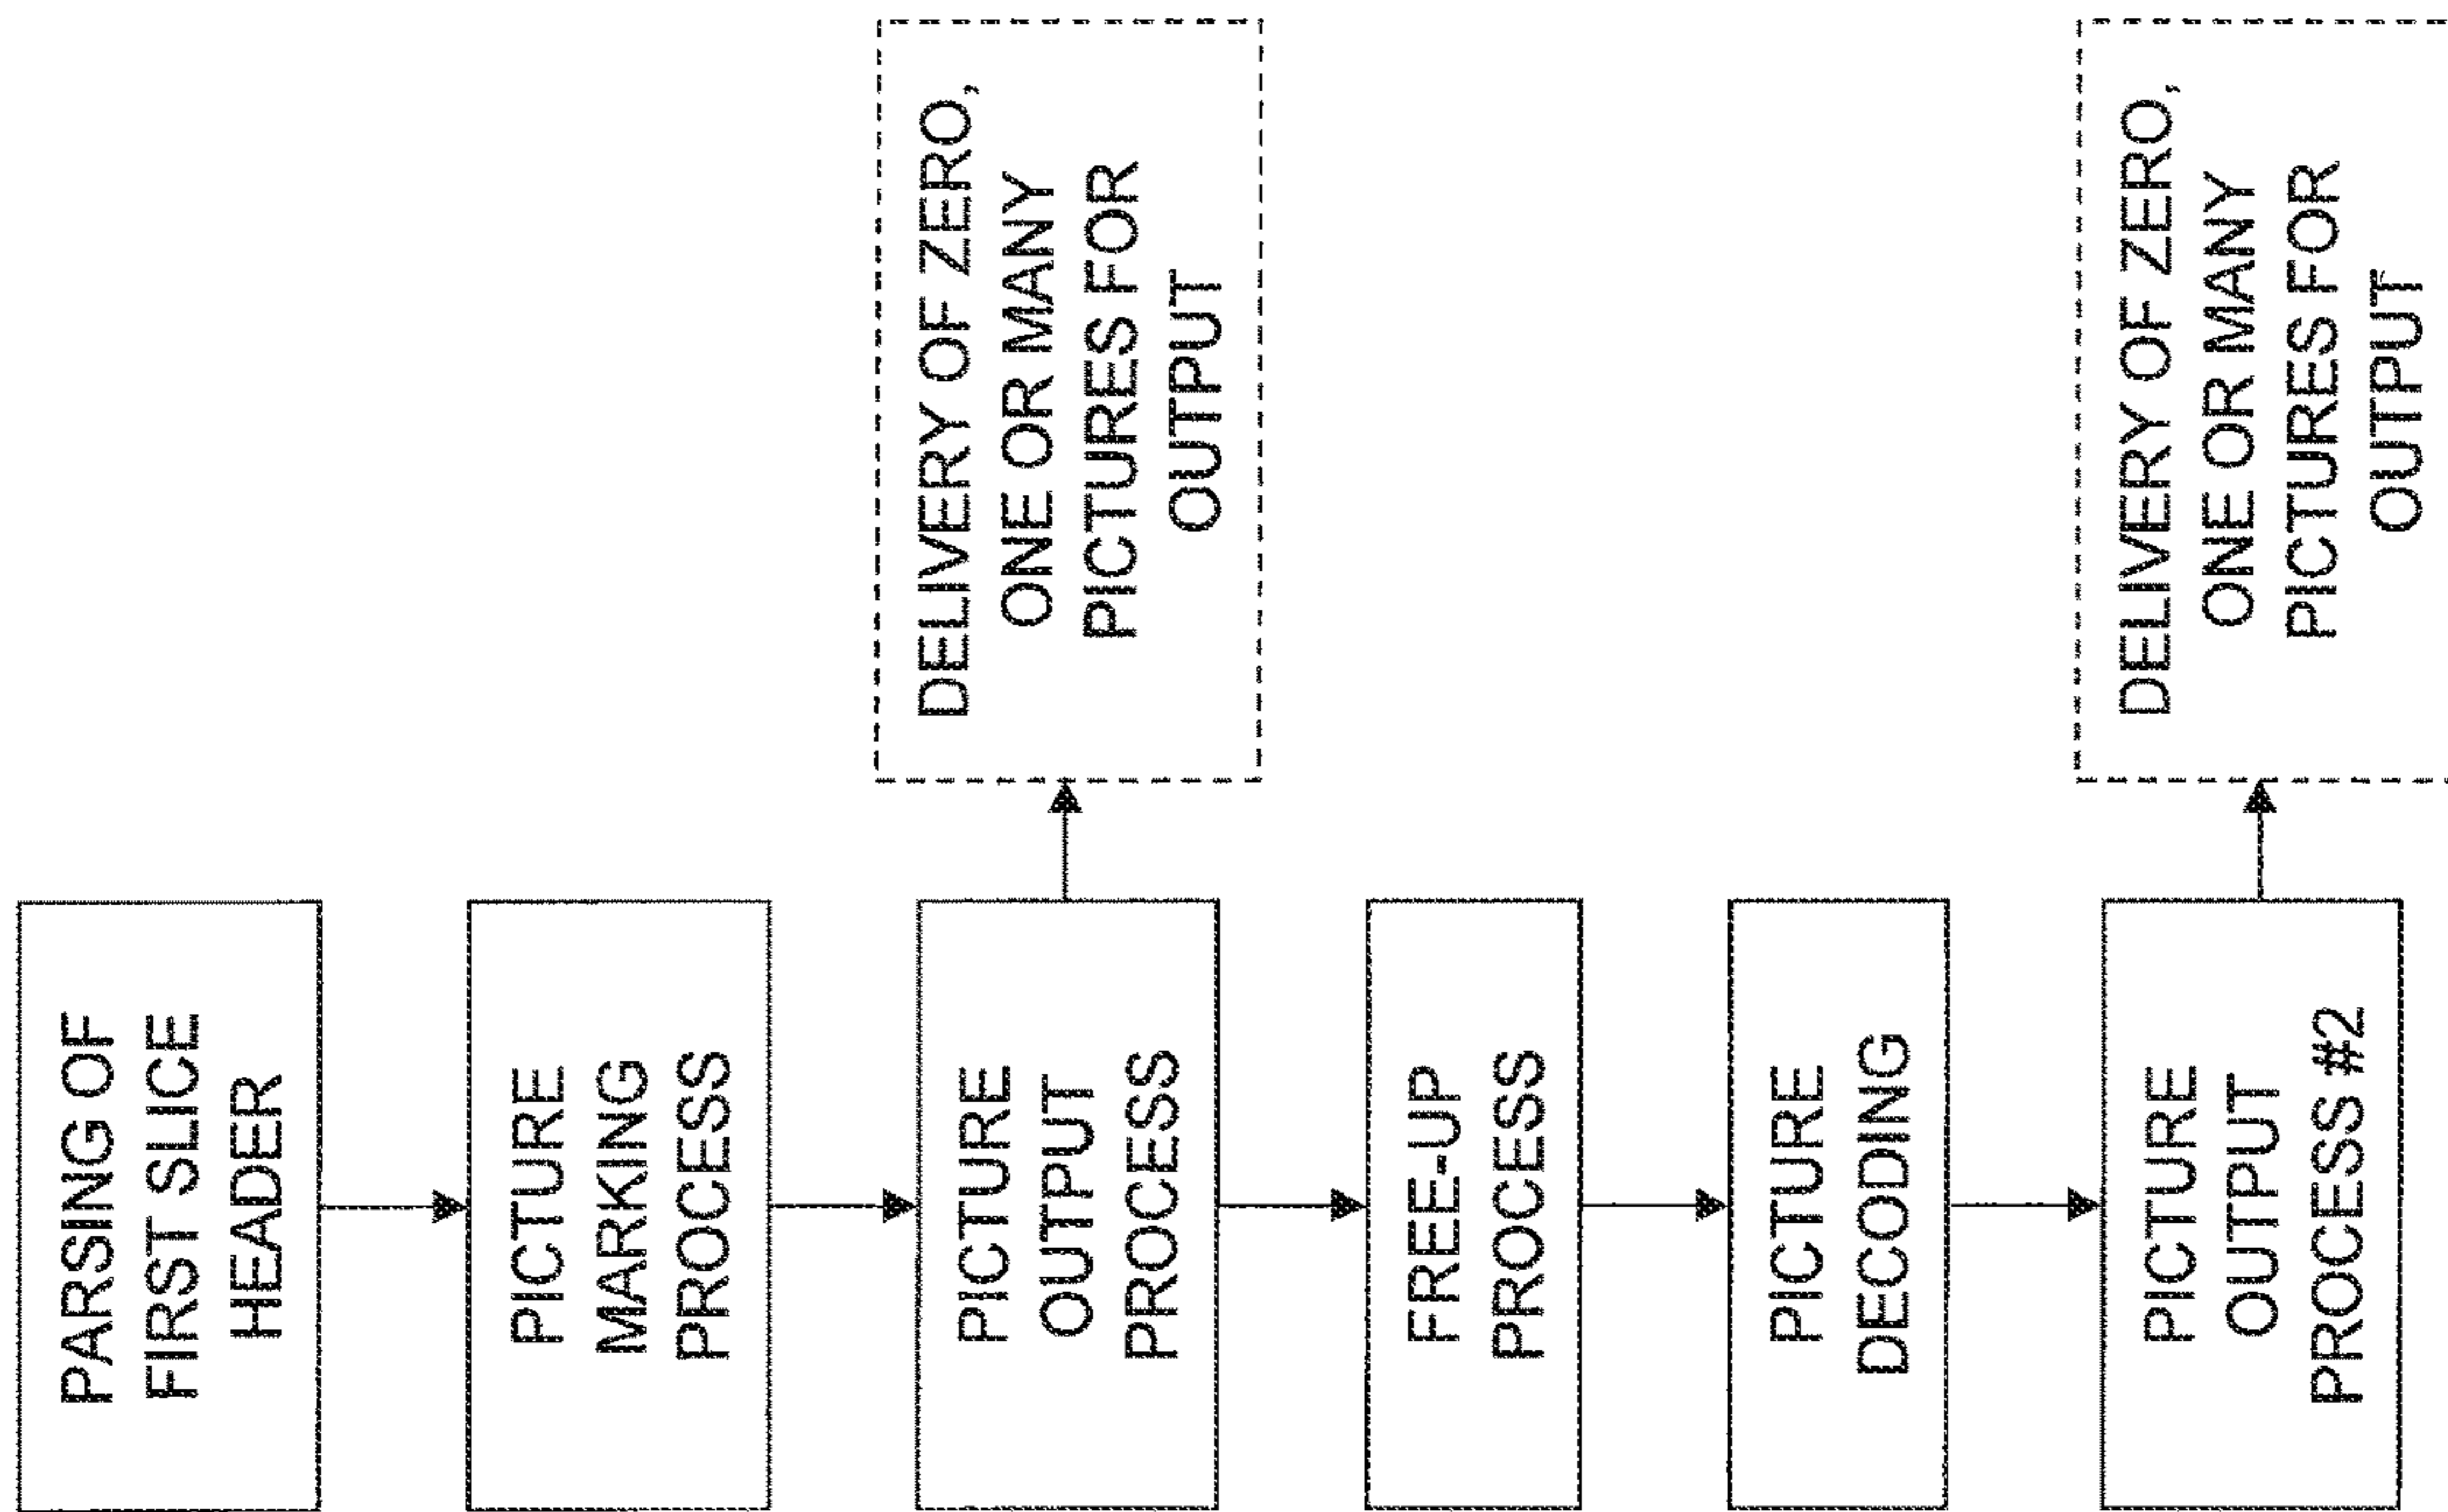 PARSING OF
FIRST SLICE
HEADER
PICTURE
MARKING
PROCESS
PICTURE
OUTPUT
PROCESS
DELIVERY OF ZERO,
ONE OR MANY
PICTURES FOR
OUTPUT
FREE-UP
PROCESS
PICTURE
DECODING
PICTURE
OUTPUT
PROCESS #2
DELIVERY OF ZERO,
ONE OR MANY
PICTURES FOR
OUTPUT